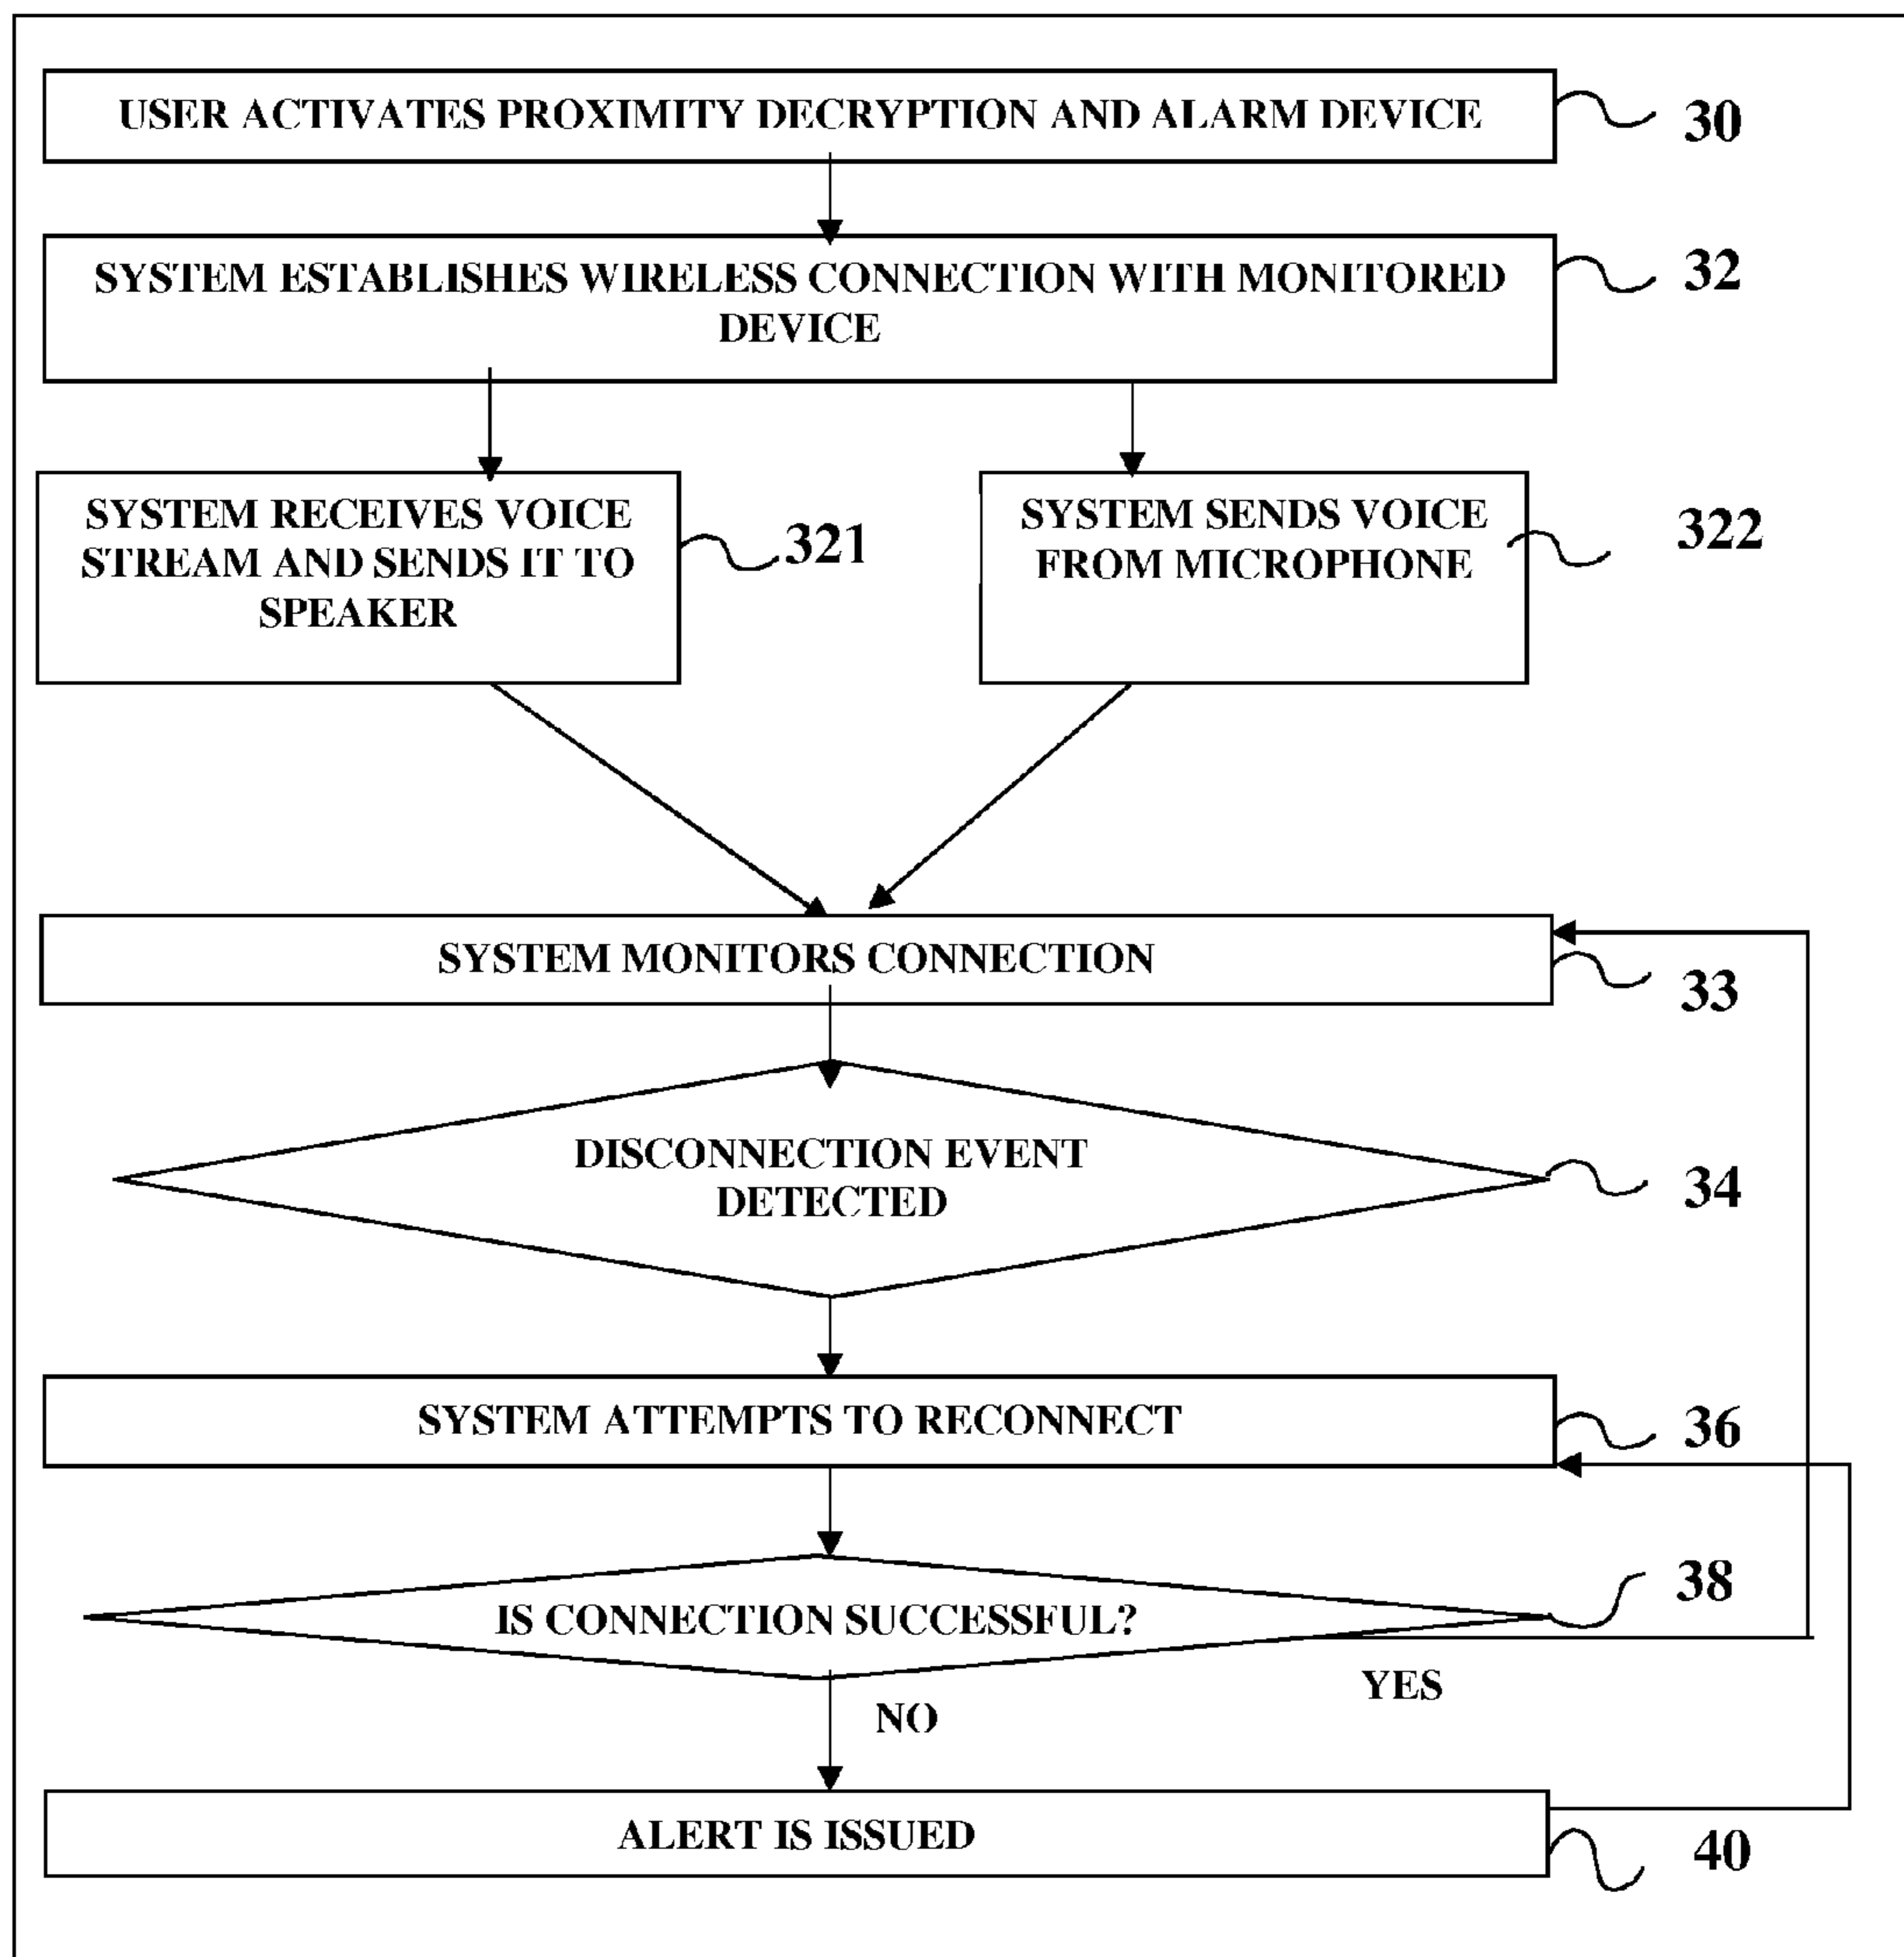 USER ACTIVATES PROXIMITY DECRYPTION AND ALARM DEVICE
30
SYSTEM ESTABLISHES WIRELESS CONNECTION WITH MONITORED
DEVICE
32
SYSTEM RECEIVES VOICE
STREAM AND SENDS IT TO
SPEAKER
321
SYSTEM SENDS VOICE
FROM MICROPHONE
322
SYSTEM MONITORS CONNECTION
33
DISCONNECTION EVENT
DETECTED
34
SYSTEM ATTEMPTS TO RECONNECT
36
IS CONNECTION SUCCESSFUL?
38
YES
NO
ALERT IS ISSUED
40